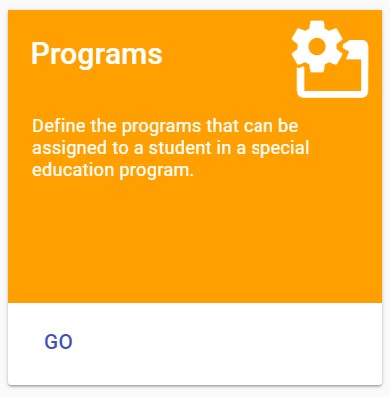 Programs
Define the programs that can be
assigned to a student in a special
education program.
GO